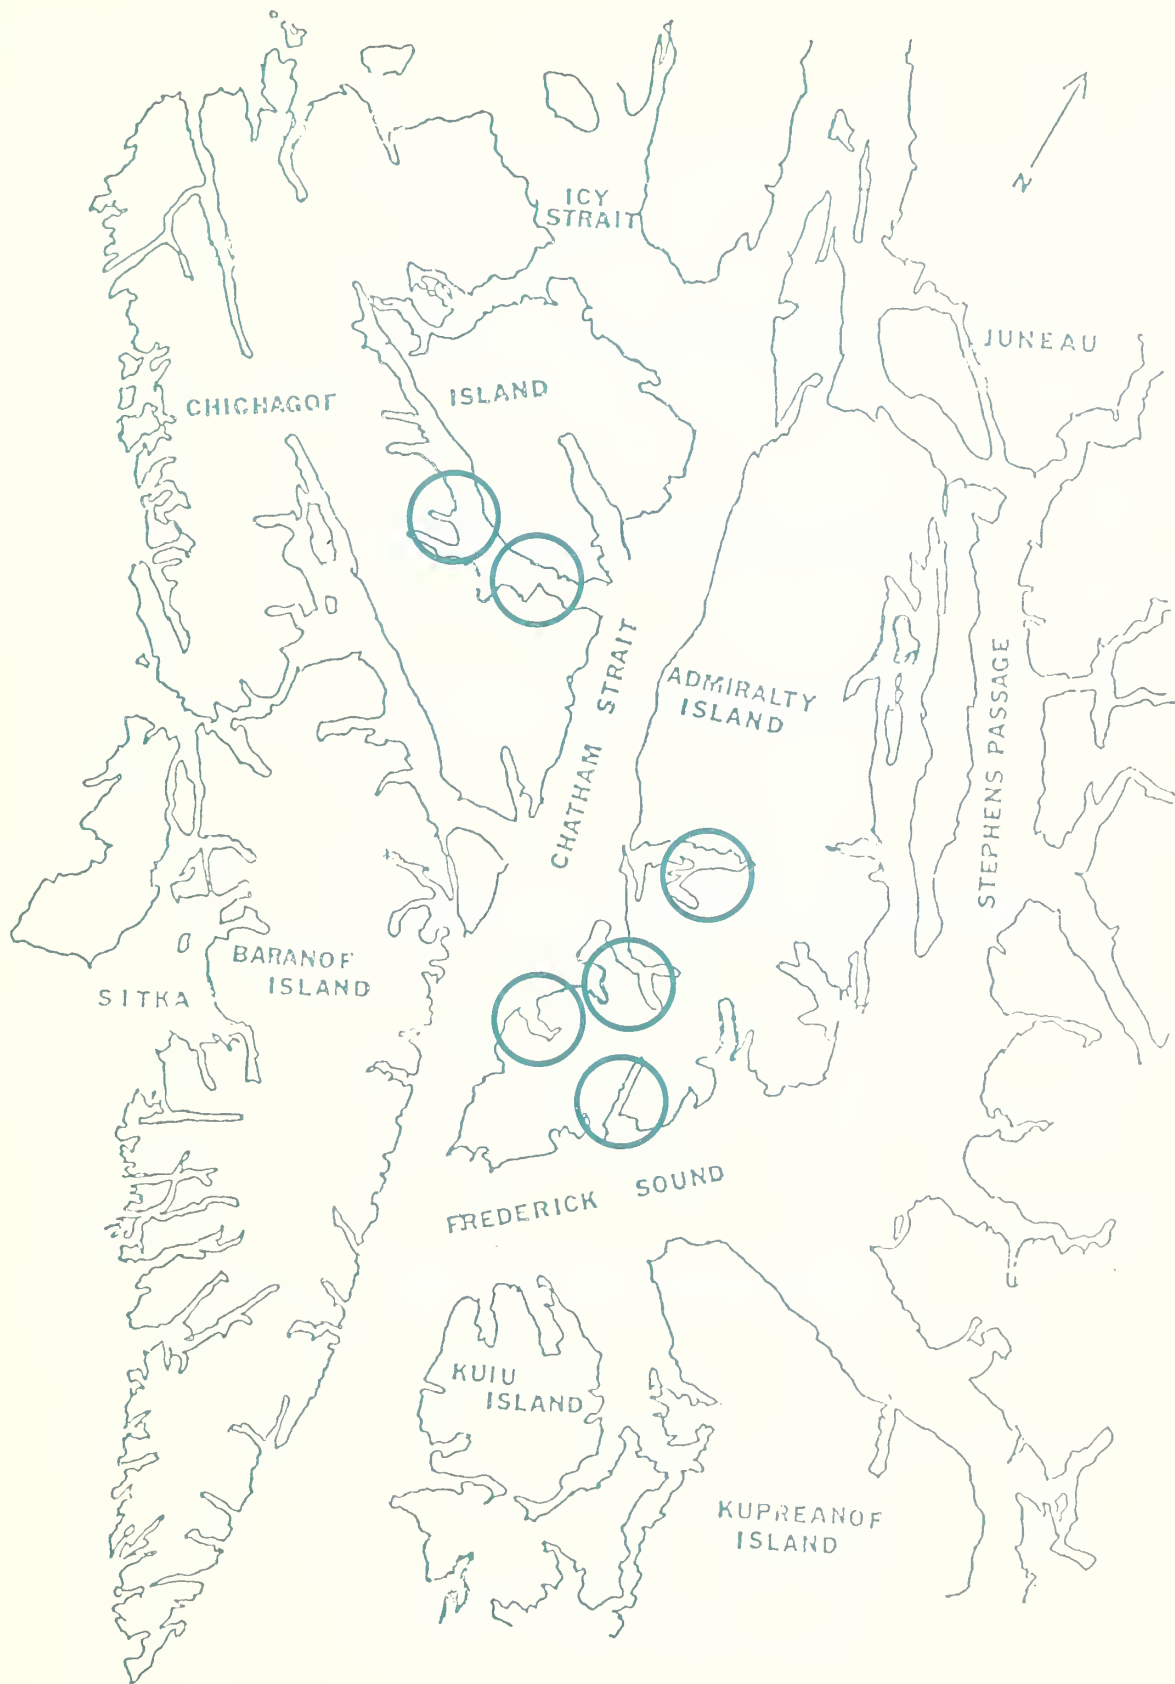 N
ICY
STRAIT
JUNEAU
CHICHAGOF
ISLAND
CHATHAM STRAIT
ADMIRALTY
ISLAND
STEPHENS PASSAGE
BARANOF
ISLAND
SITKA
FREDERICK SOUND
KUIU
ISLAND
KUPREANOF
ISLAND